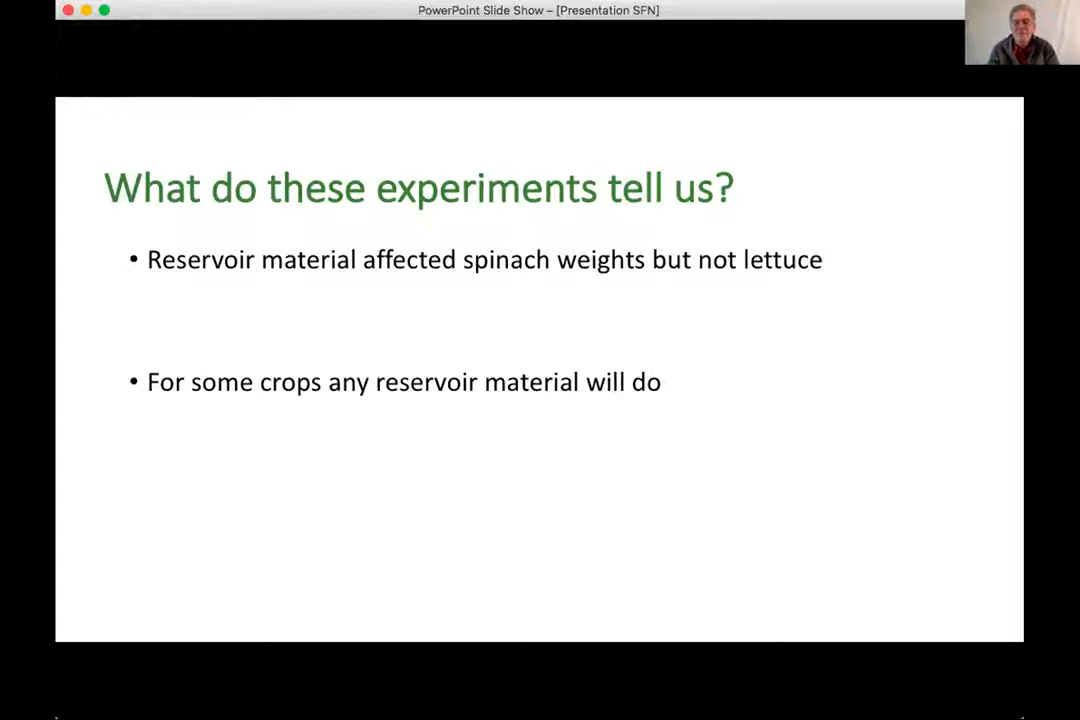 PowerPoint Slide Show – [Presentation SFN]
What do these experiments tell us?
• Reservoir material affected spinach weights but not lettuce
• For some crops any reservoir material will do